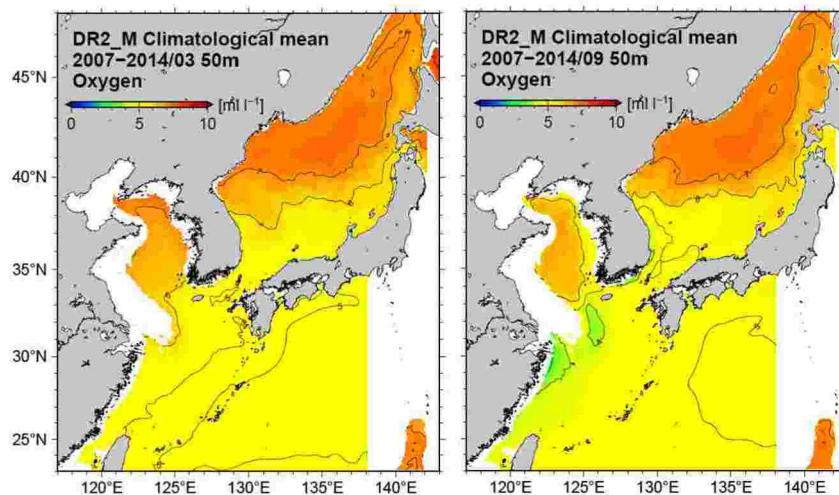 DR2_M Climatological mean
2007−2014/03 50m
Oxygen
[ml l⁻¹]
0 5 10
45°N
40°N
35°N
30°N
25°N
120°E 125°E 130°E 135°E 140°E
DR2_M Climatological mean
2007−2014/09 50m
Oxygen
[ml l⁻¹]
0 5 10
120°E 125°E 130°E 135°E 140°E